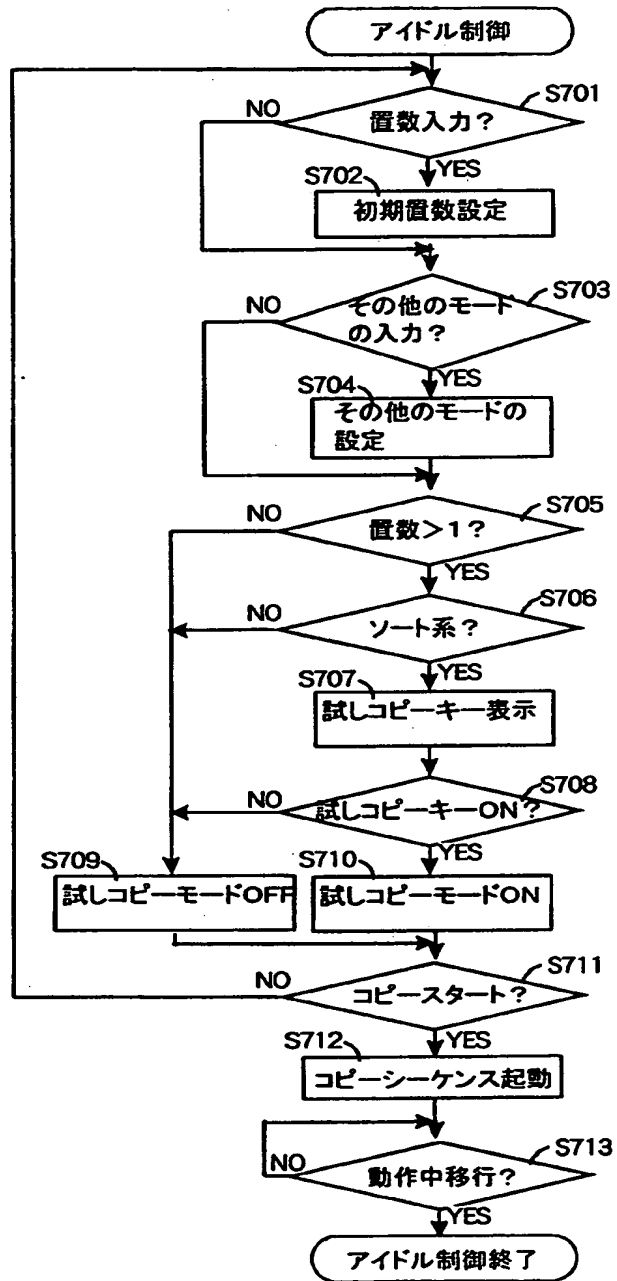 アイドル制御
S701
置数入力?
NO
YES
S702
初期置数設定
S703
その他のモード
の入力?
NO
YES
S704
その他のモードの
設定
S705
置数>1?
NO
YES
S706
ソート系?
NO
YES
S707
試しコピーキー表示
S708
試しコピーキーON?
NO
YES
S709
試しコピーモードOFF
S710
試しコピーモードON
S711
コピースタート?
NO
YES
S712
コピーシーケンス起動
S713
動作中移行?
NO
YES
アイドル制御終了